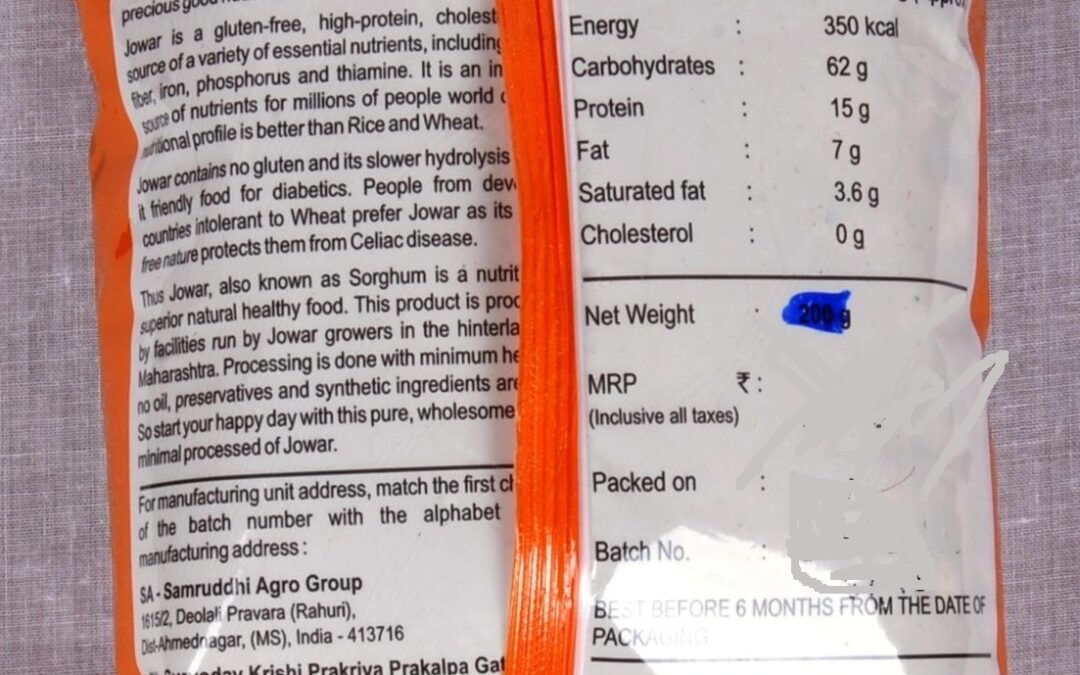 precious good
Jowar is a gluten-free, high-protein, cholest
source of a variety of essential nutrients, including
fiber, iron, phosphorus and thiamine. It is an in
source of nutrients for millions of people world
nutritional profile is better than Rice and Wheat.
Jowar contains no gluten and its slower hydrolysis
it friendly food for diabetics. People from dev
countries intolerant to Wheat prefer Jowar as its
free nature protects them from Celiac disease.
Thus Jowar, also known as Sorghum is a nutrit
superior natural healthy food. This product is proc
by facilities run by Jowar growers in the hinterla
Maharashtra. Processing is done with minimum he
no oil, preservatives and synthetic ingredients are
So start your happy day with this pure, wholesome
minimal processed of Jowar.
For manufacturing unit address, match the first ch
of the batch number with the alphabet
manufacturing address :
SA - Samruddhi Agro Group
1615/2, Deolali Pravara (Rahuri),
Dist-Ahmednagar, (MS), India - 413716
Krishi Prakriya Prakalpa Gat
Energy : 350 kcal
Carbohydrates : 62 g
Protein : 15 g
Fat : 7 g
Saturated fat : 3.6 g
Cholesterol : 0 g
Net Weight : 200 g
MRP ₹ :
(Inclusive all taxes)
Packed on :
Batch No. :
BEST BEFORE 6 MONTHS FROM THE DATE OF
PACKAGING